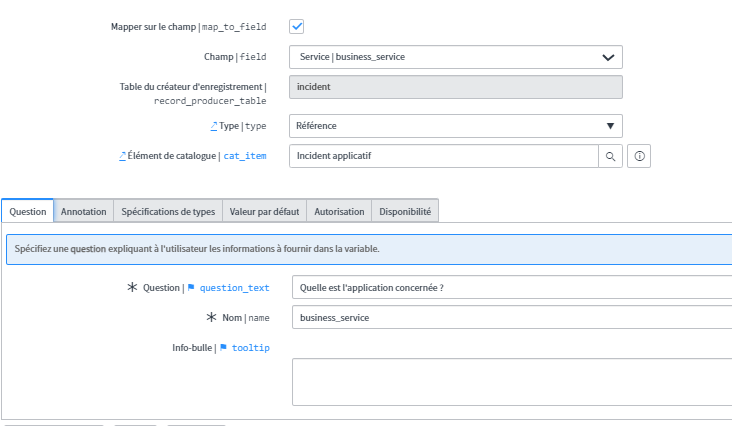 Mapper sur le champ | map_to_field
Champ | field
Service | business_service
Table du créateur d'enregistrement |
record_producer_table
incident
Type | type
Référence
Élément de catalogue | cat_item
Incident applicatif
Question Annotation Spécifications de types Valeur par défaut Autorisation Disponibilité
Spécifiez une question expliquant à l'utilisateur les informations à fournir dans la variable.
Question | question_text
Quelle est l'application concernée ?
Nom | name
business_service
Info-bulle | tooltip